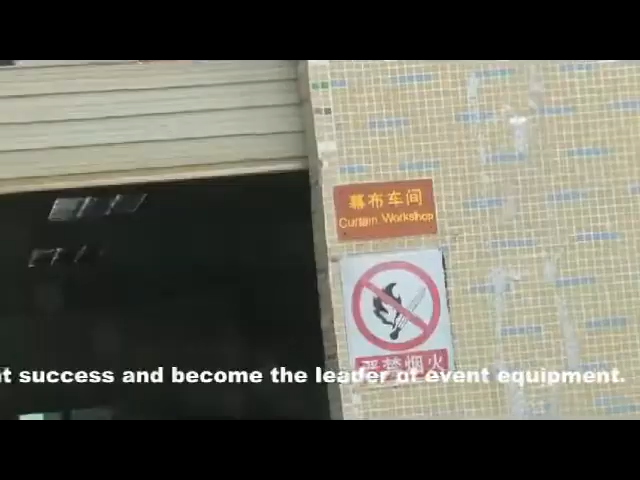 幕布车间
Curtain Workshop
严禁烟火
t success and become the leader of event equipment.